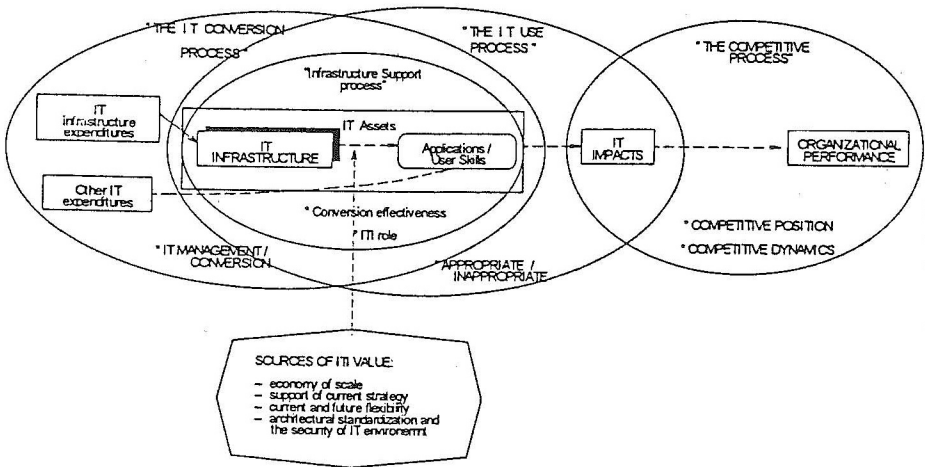 " THE I T CONVERSION
PROCESS "
" THE I T USE
PROCESS "
" THE COMPETITIVE
PROCESS"
"Infrastructure Support
process"
IT
infrastructure
expenditures
IT Assets
IT
INFRASTRUCTURE
Applications /
User Skills
IT
IMPACTS
ORGANIZATIONAL
PERFORMANCE
Other IT
expenditures
* Conversion effectiveness
* ITI role
* COMPETITIVE POSITION
* COMPETITIVE DYNAMICS
* IT MANAGEMENT /
CONVERSION
* APPROPRIATE /
INAPPROPRIATE
SOURCES OF ITI VALUE:
– economy of scale
– support of current strategy
– current and future flexibility
– architectural standardization and
the security of IT environemnt